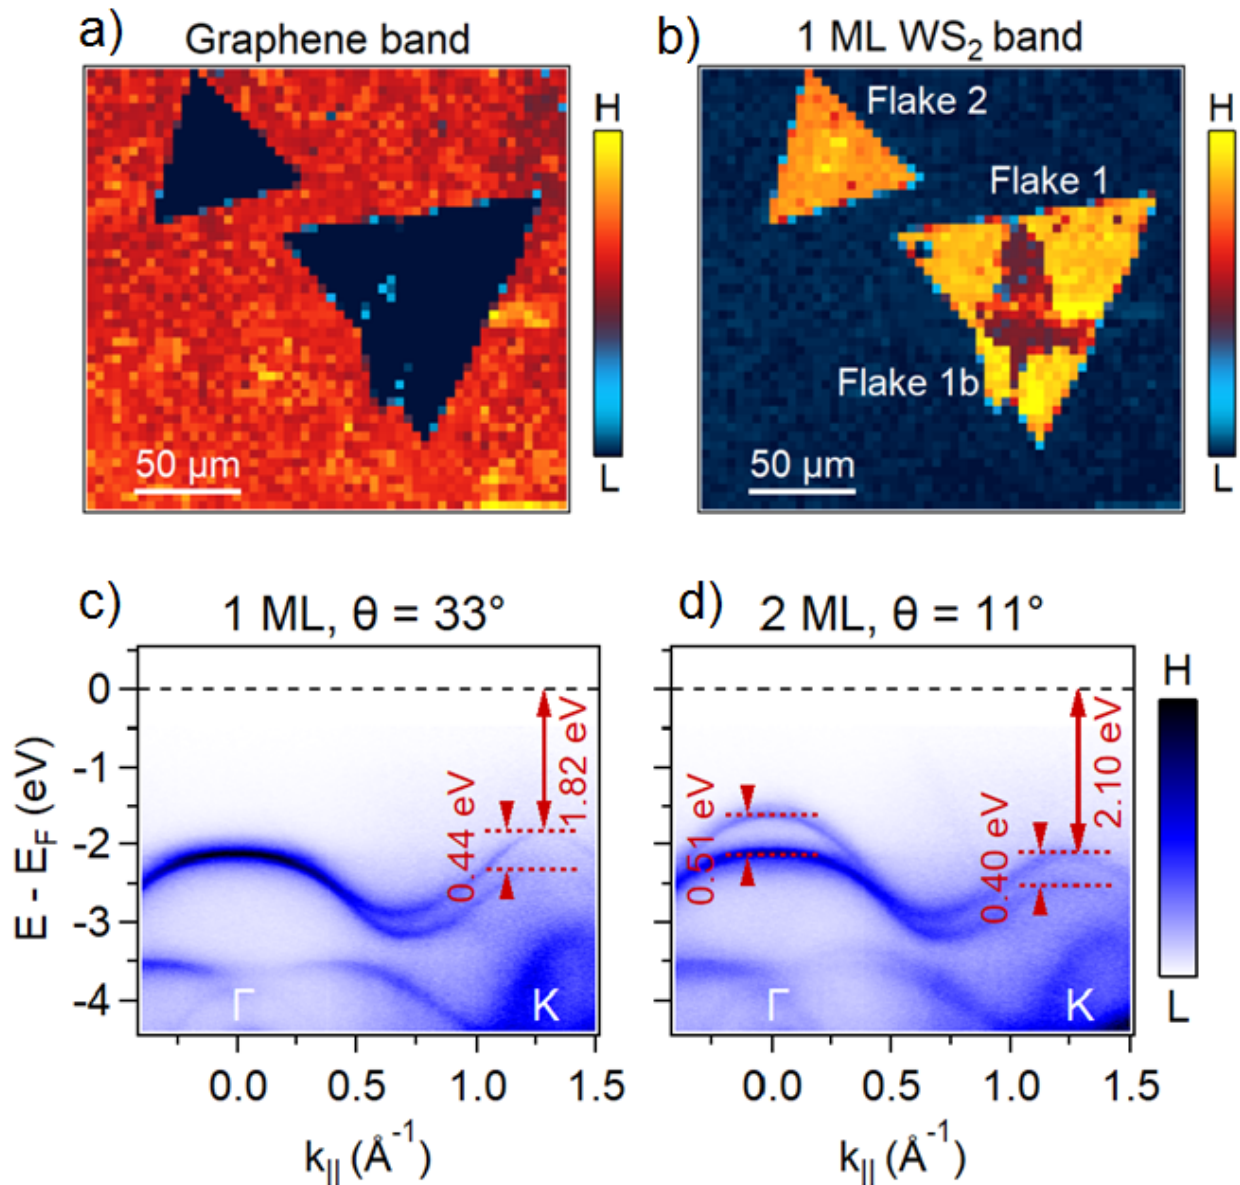 a)
Graphene band
H
L
50 µm
b)
1 ML WS₂ band
Flake 2
Flake 1
Flake 1b
50 µm
H
L
c)
1 ML, θ = 33°
E - E_F (eV)
0
-1
-2
-3
-4
0.44 eV
1.82 eV
Γ
K
0.0
0.5
1.0
1.5
k_|| (Å⁻¹)
d)
2 ML, θ = 11°
0.51 eV
0.40 eV
2.10 eV
Γ
K
0.0
0.5
1.0
1.5
k_|| (Å⁻¹)
H
L